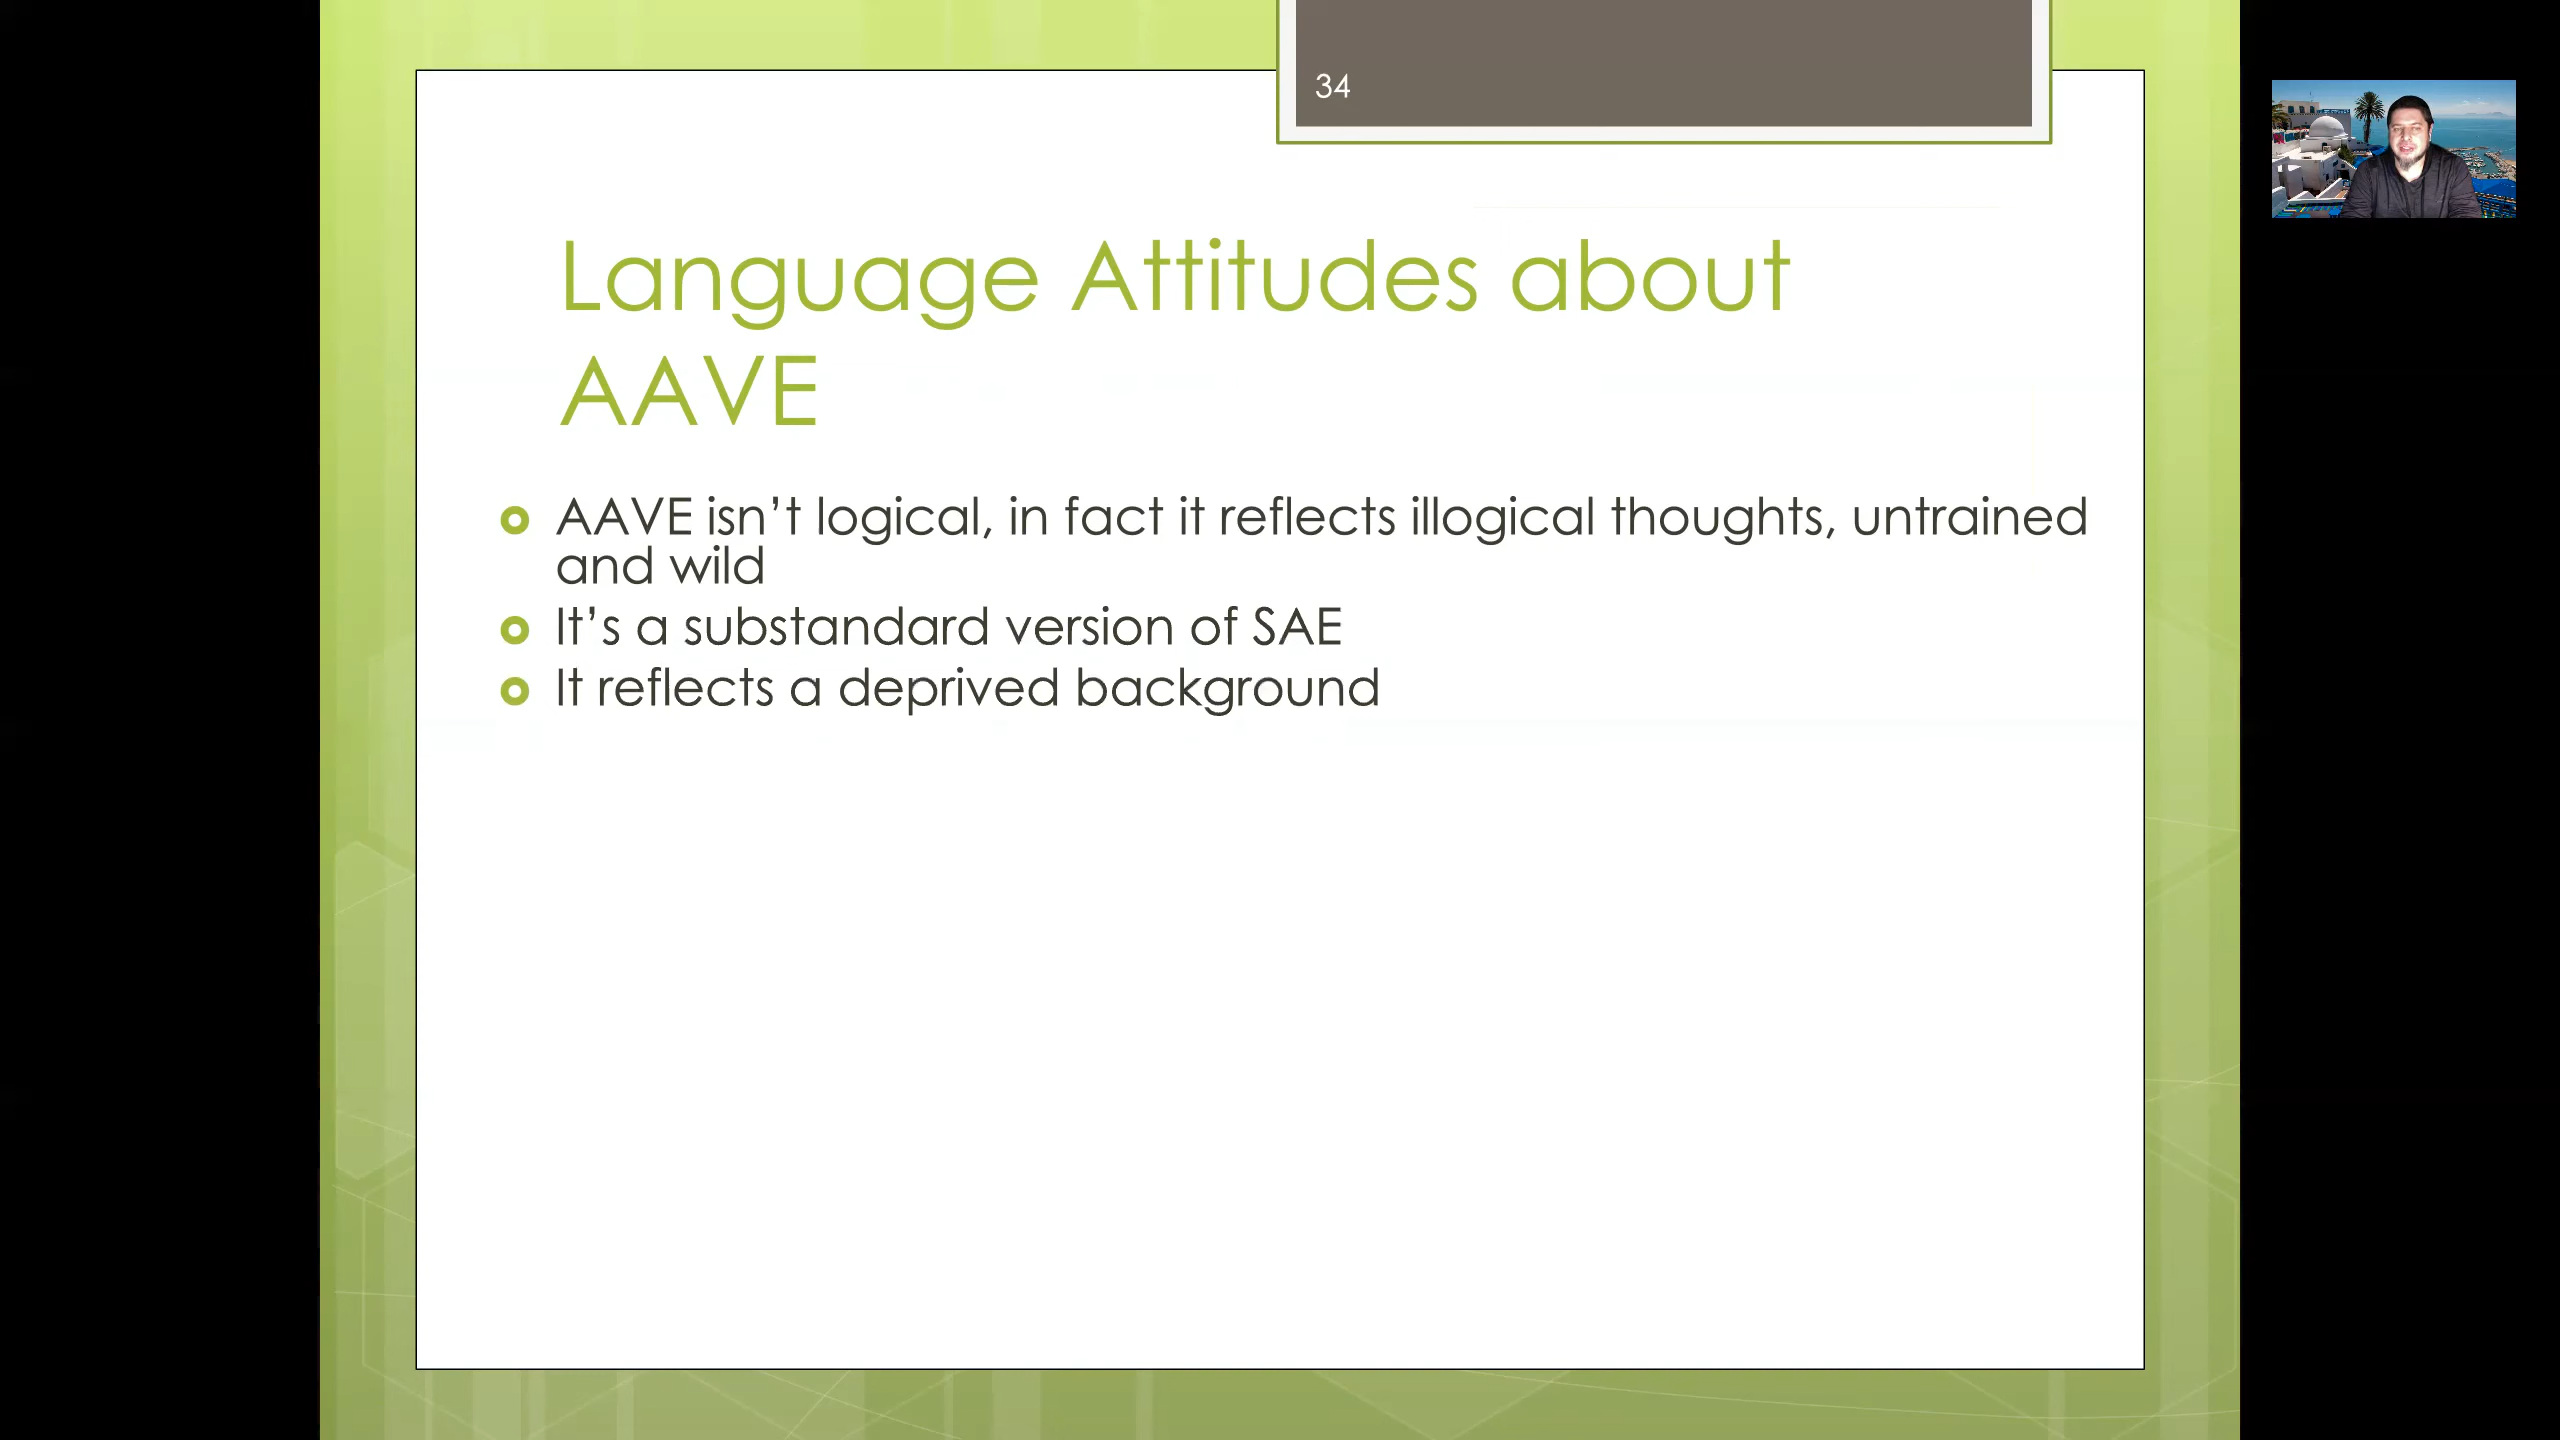 34
Language Attitudes about
AAVE
AAVE isn’t logical, in fact it reflects illogical thoughts, untrained
and wild
It’s a substandard version of SAE
It reflects a deprived background